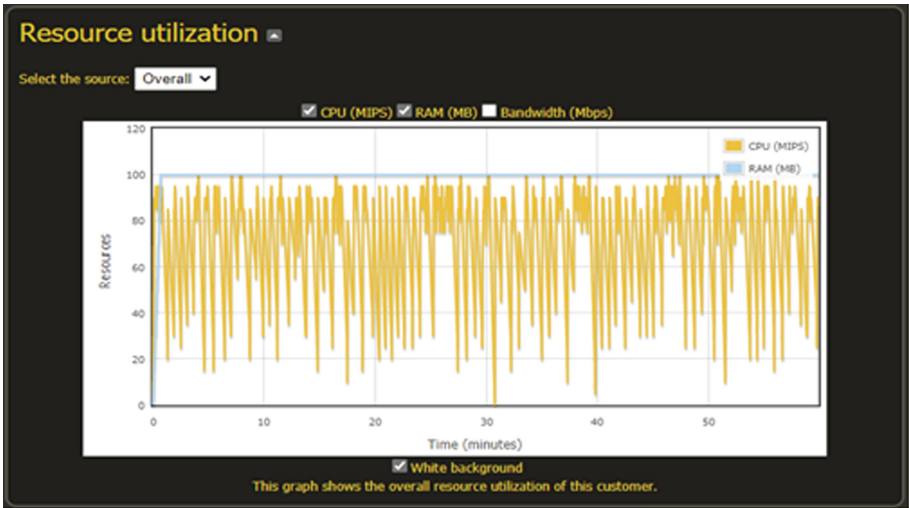 Resource utilization
Select the source: Overall
CPU (MIPS) RAM (MB) Bandwidth (Mbps)
120
100
80
60
40
20
0
Resources
CPU (MIPS)
RAM (MB)
0 10 20 30 40 50
Time (minutes)
White background
This graph shows the overall resource utilization of this customer.